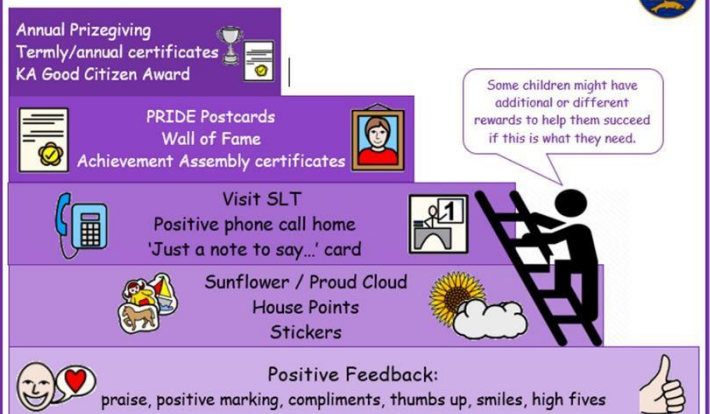 Annual Prizegiving
Termly/annual certificates
KA Good Citizen Award
Some children might have
additional or different
rewards to help them succeed
if this is what they need.
PRIDE Postcards
Wall of Fame
Achievement Assembly certificates
Visit SLT
Positive phone call home
'Just a note to say…' card
1
Sunflower / Proud Cloud
House Points
Stickers
Positive Feedback:
praise, positive marking, compliments, thumbs up, smiles, high fives